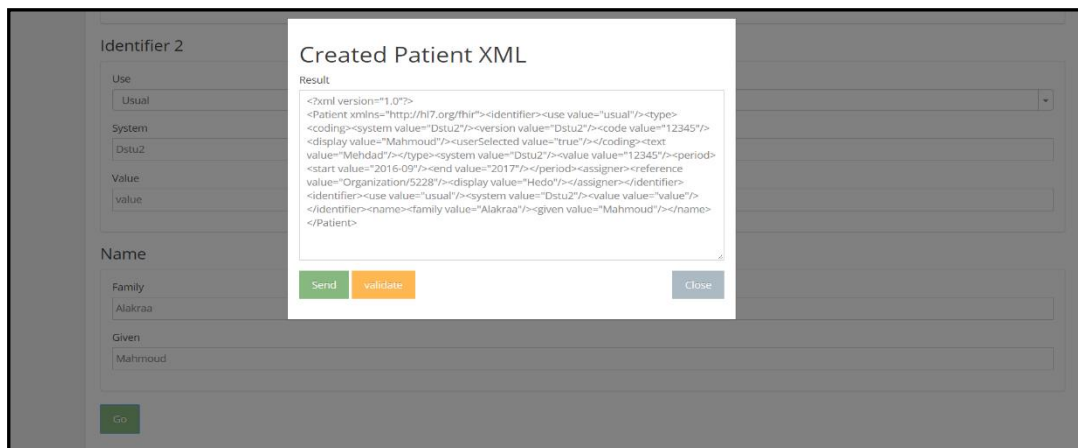 Identifier 2
Use
Usual
System
Dstu2
Value
value
Name
Family
Alakraa
Given
Mahmoud
Go
Created Patient XML
Result
<?xml version="1.0"?>
<Patient xmlns="http://hl7.org/fhir"><identifier><use value="usual"/><type>
<coding><system value="Dstu2"/><version value="Dstu2"/><code value="12345"/>
<display value="Mahmoud"/><userSelected value="true"/></coding><text
value="Mehdad"/></type><system value="Dstu2"/><value value="12345"/><period>
<start value="2016-09"/><end value="2017"/></period><assigner><reference
value="Organization/5228"/><display value="Hedo"/></assigner></identifier>
<identifier><use value="usual"/><system value="Dstu2"/><value value="value"/>
</identifier><name><family value="Alakraa"/><given value="Mahmoud"/></name>
</Patient>
Send validate Close